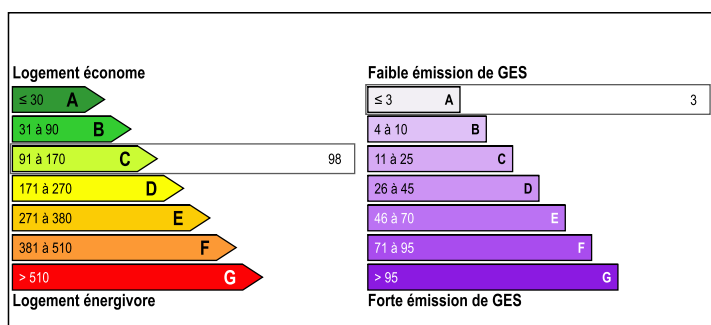 Logement économe
≤ 30 A
31 à 90 B
91 à 170 C 98
171 à 270 D
271 à 380 E
381 à 510 F
> 510 G
Logement énergivore
Faible émission de GES
≤ 3 A 3
4 à 10 B
11 à 25 C
26 à 45 D
46 à 70 E
71 à 95 F
> 95 G
Forte émission de GES